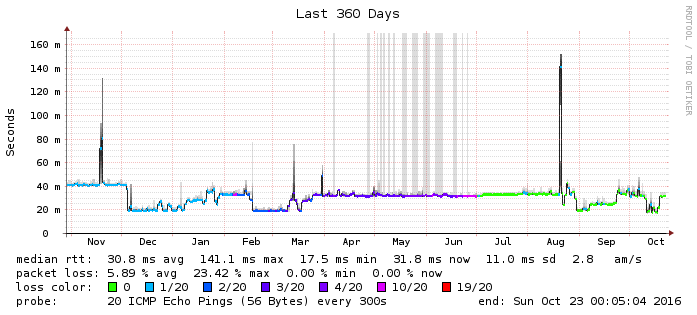 Last 360 Days
RRDTOOL / TOBI OETIKER
Seconds
160 m
140 m
120 m
100 m
80 m
60 m
40 m
20 m
0
Nov Dec Jan Feb Mar Apr May Jun Jul Aug Sep Oct
median rtt: 30.8 ms avg 141.1 ms max 17.5 ms min 31.8 ms now 11.0 ms sd 2.8 am/s
packet loss: 5.89 % avg 23.42 % max 0.00 % min 0.00 % now
loss color: 0 1/20 2/20 3/20 4/20 10/20 19/20
probe: 20 ICMP Echo Pings (56 Bytes) every 300s end: Sun Oct 23 00:05:04 2016